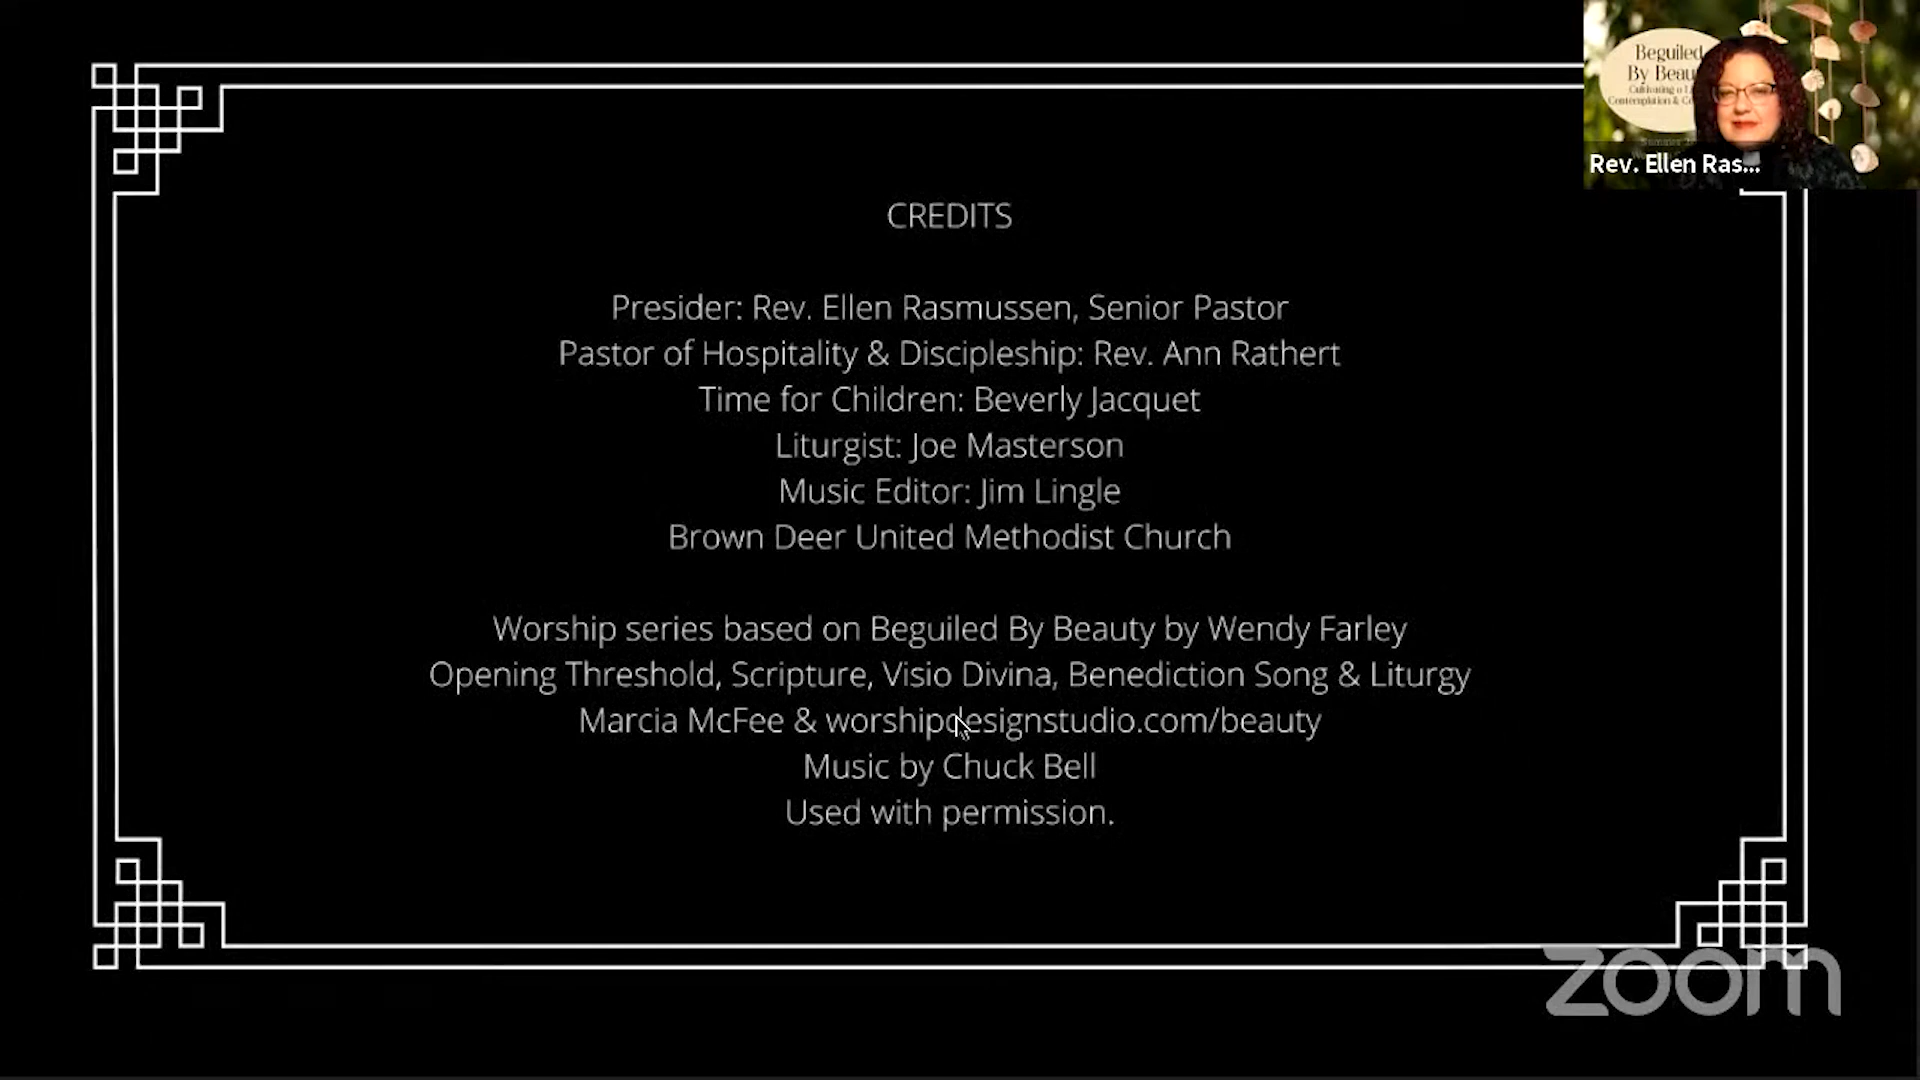 Beguiled
By Beau
Rev. Ellen Ras...
CREDITS
Presider: Rev. Ellen Rasmussen, Senior Pastor
Pastor of Hospitality & Discipleship: Rev. Ann Rathert
Time for Children: Beverly Jacquet
Liturgist: Joe Masterson
Music Editor: Jim Lingle
Brown Deer United Methodist Church
Worship series based on Beguiled By Beauty by Wendy Farley
Opening Threshold, Scripture, Visio Divina, Benediction Song & Liturgy
Marcia McFee & worshipdesignstudio.com/beauty
Music by Chuck Bell
Used with permission.
zoom